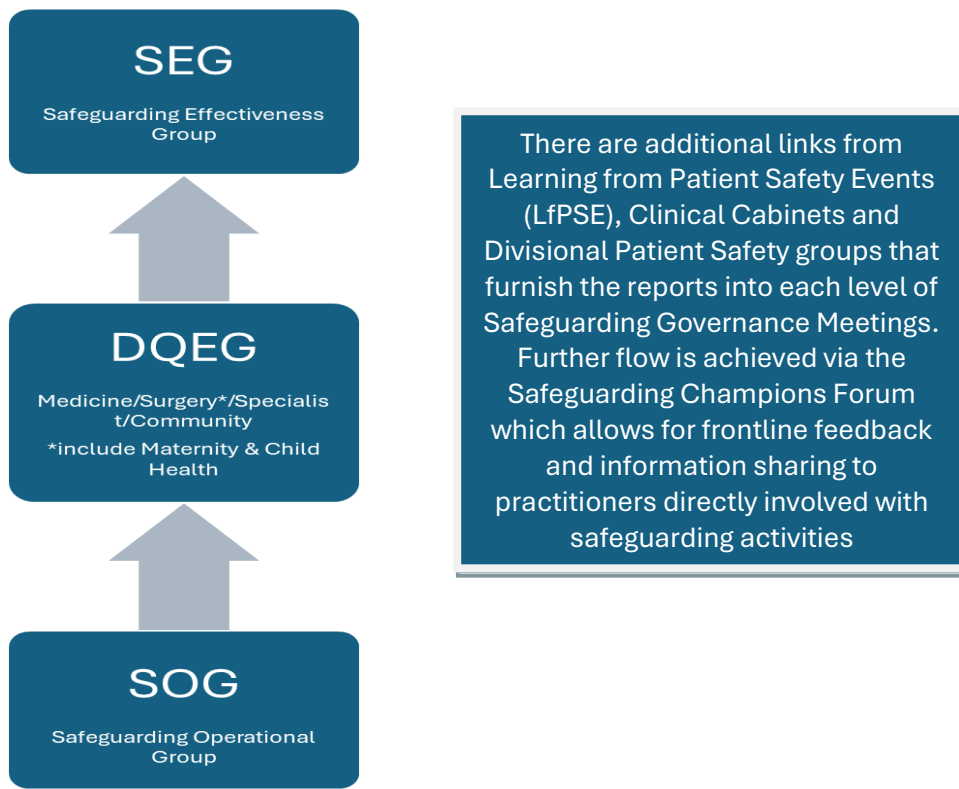 SEG
Safeguarding Effectiveness
Group
DQEG
Medicine/Surgery*/Specialis
t/Community
*include Maternity & Child
Health
SOG
Safeguarding Operational
Group
There are additional links from
Learning from Patient Safety Events
(LfPSE), Clinical Cabinets and
Divisional Patient Safety groups that
furnish the reports into each level of
Safeguarding Governance Meetings.
Further flow is achieved via the
Safeguarding Champions Forum
which allows for frontline feedback
and information sharing to
practitioners directly involved with
safeguarding activities